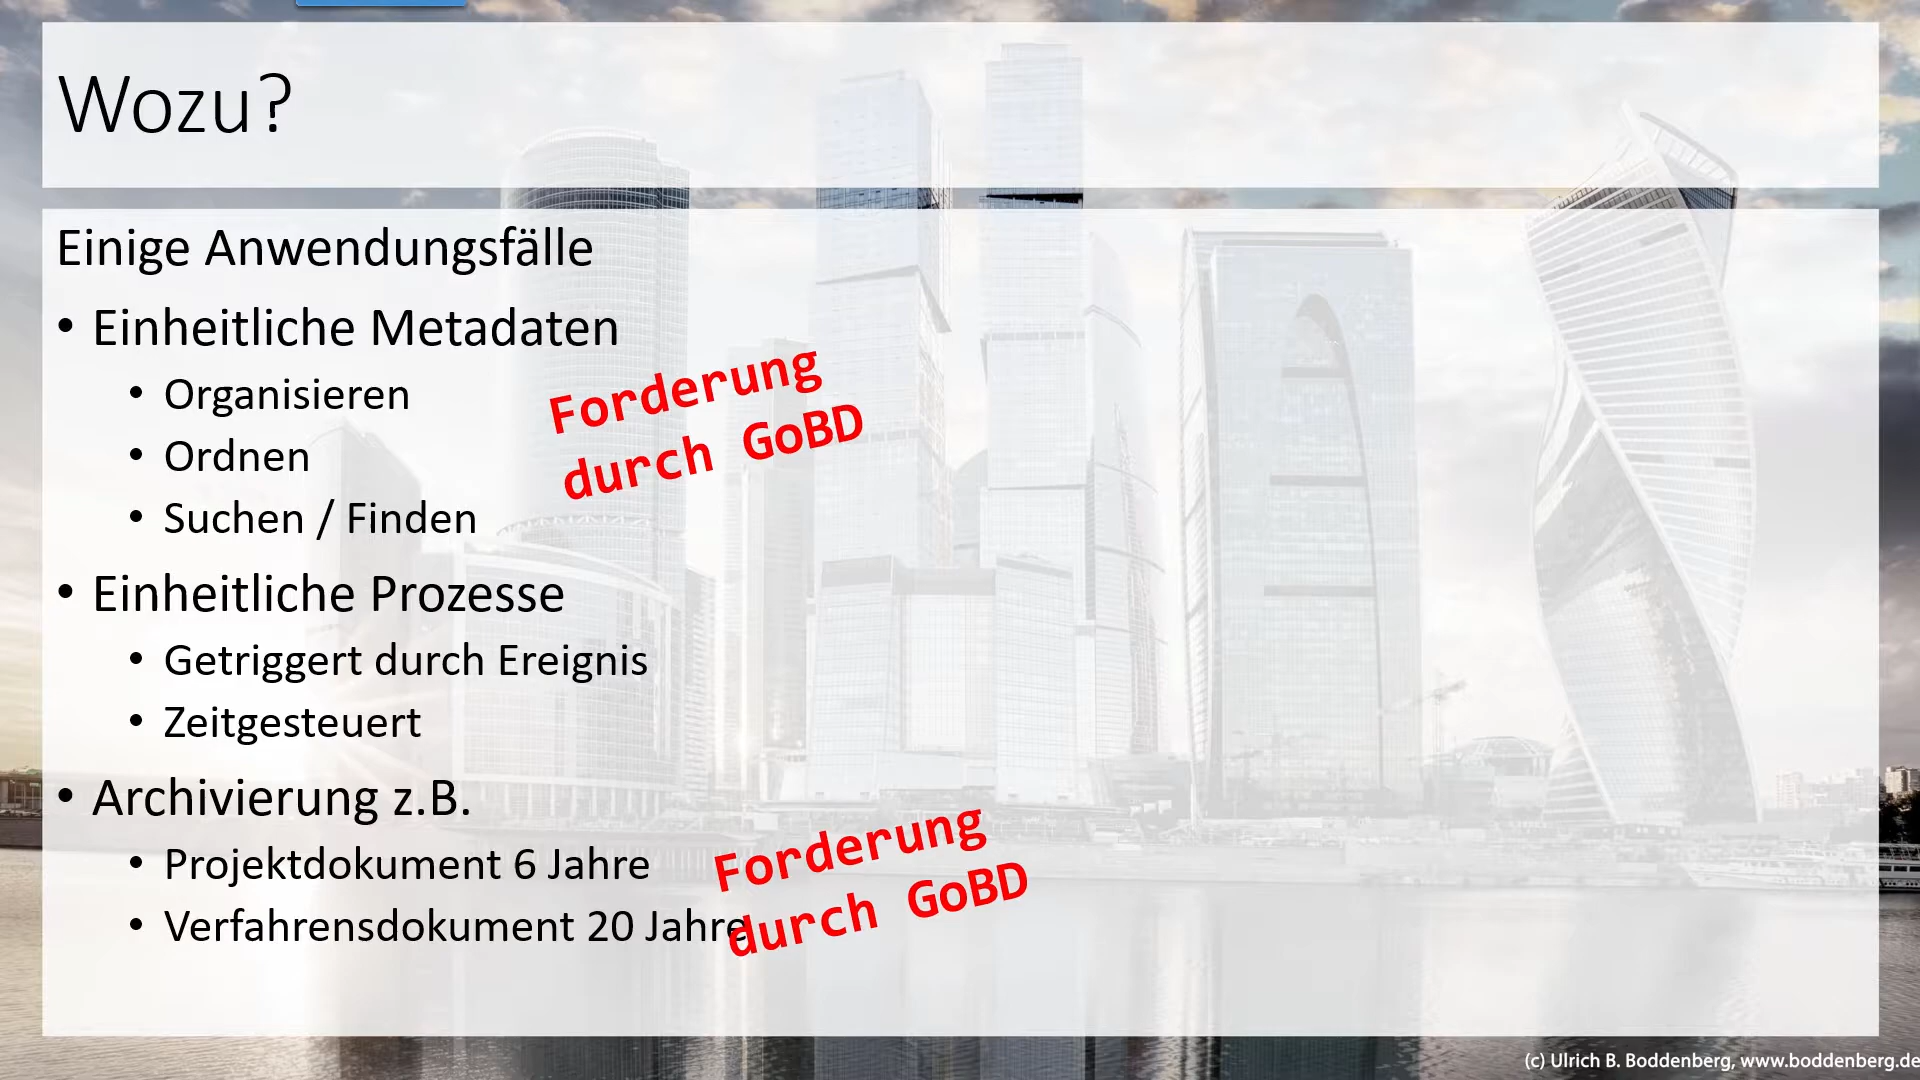 Wozu?
Einige Anwendungsfälle
• Einheitliche Metadaten
• Organisieren
• Ordnen
• Suchen / Finden
Forderung
durch GoBD
• Einheitliche Prozesse
• Getriggert durch Ereignis
• Zeitgesteuert
• Archivierung z.B.
• Projektdokument 6 Jahre
• Verfahrensdokument 20 Jahre
Forderung
durch GoBD
(c) Ulrich B. Boddenberg, www.boddenberg.de